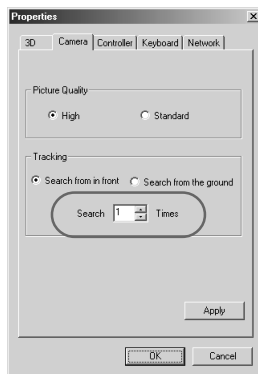 Properties
3D Camera Controller Keyboard Network
Picture Quality
High Standard
Tracking
Search from in front Search from the ground
Search 1 Times
Apply
OK Cancel